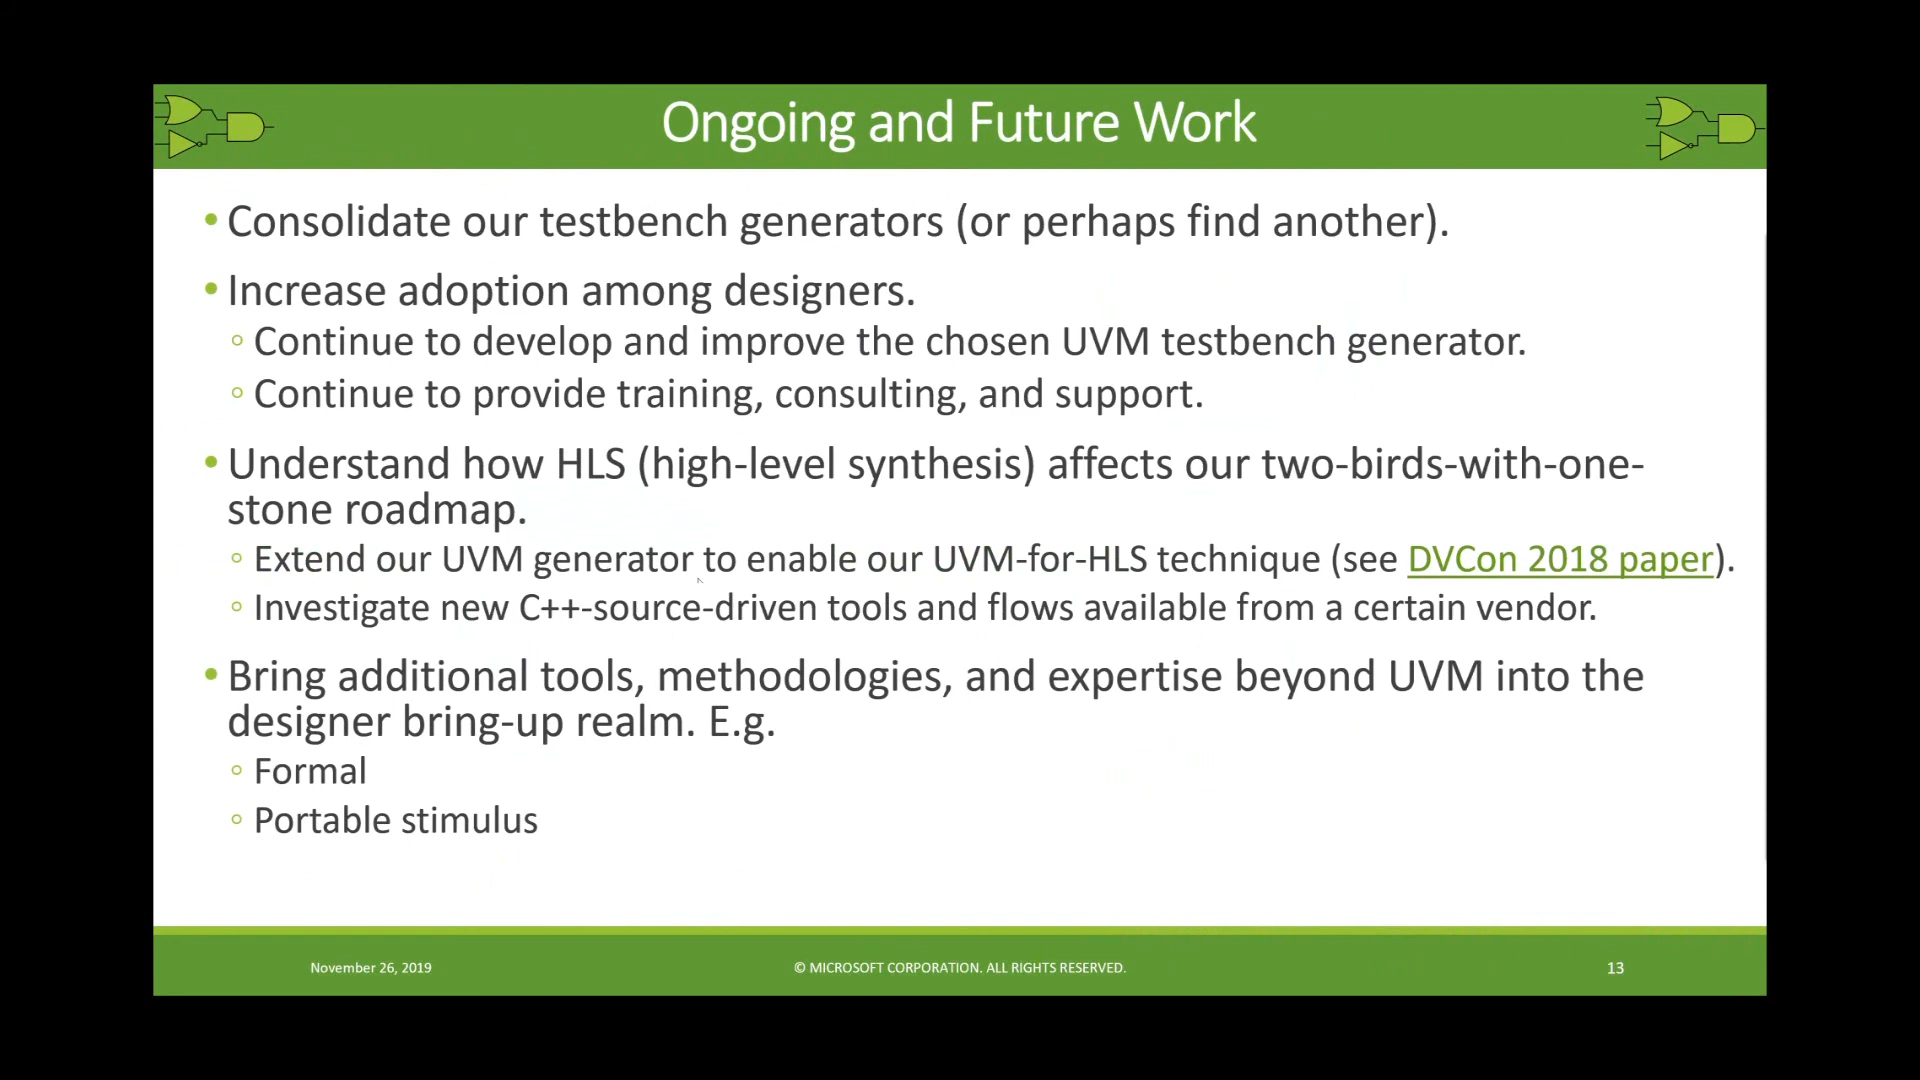 Ongoing and Future Work
• Consolidate our testbench generators (or perhaps find another).
• Increase adoption among designers.
◦ Continue to develop and improve the chosen UVM testbench generator.
◦ Continue to provide training, consulting, and support.
• Understand how HLS (high-level synthesis) affects our two-birds-with-one-
stone roadmap.
◦ Extend our UVM generator to enable our UVM-for-HLS technique (see DVCon 2018 paper).
◦ Investigate new C++-source-driven tools and flows available from a certain vendor.
• Bring additional tools, methodologies, and expertise beyond UVM into the
designer bring-up realm. E.g.
◦ Formal
◦ Portable stimulus
November 26, 2019
© MICROSOFT CORPORATION. ALL RIGHTS RESERVED.
13